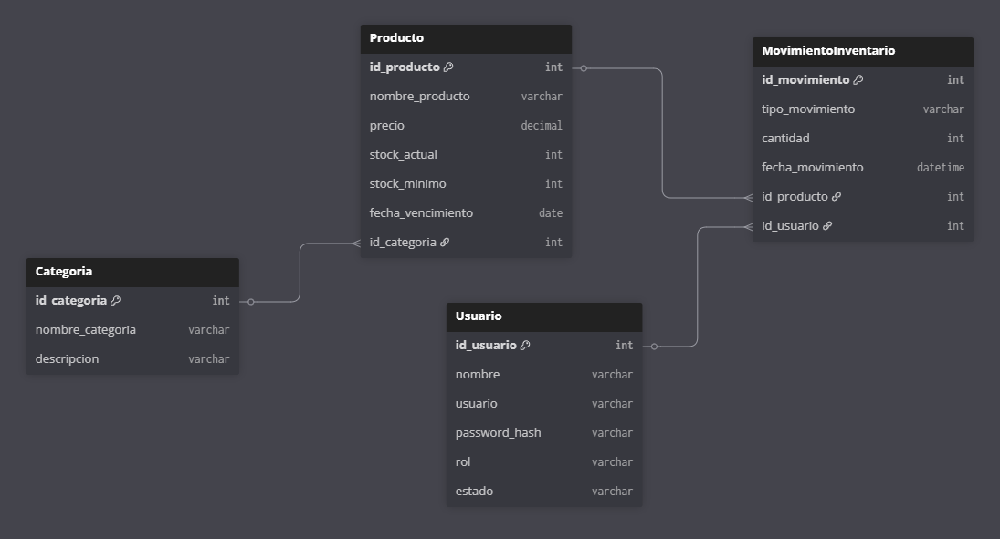 Producto
id_producto int
nombre_producto varchar
precio decimal
stock_actual int
stock_minimo int
fecha_vencimiento date
id_categoria int
MovimientoInventario
id_movimiento int
tipo_movimiento varchar
cantidad int
fecha_movimiento datetime
id_producto int
id_usuario int
Categoria
id_categoria int
nombre_categoria varchar
descripcion varchar
Usuario
id_usuario int
nombre varchar
usuario varchar
password_hash varchar
rol varchar
estado varchar